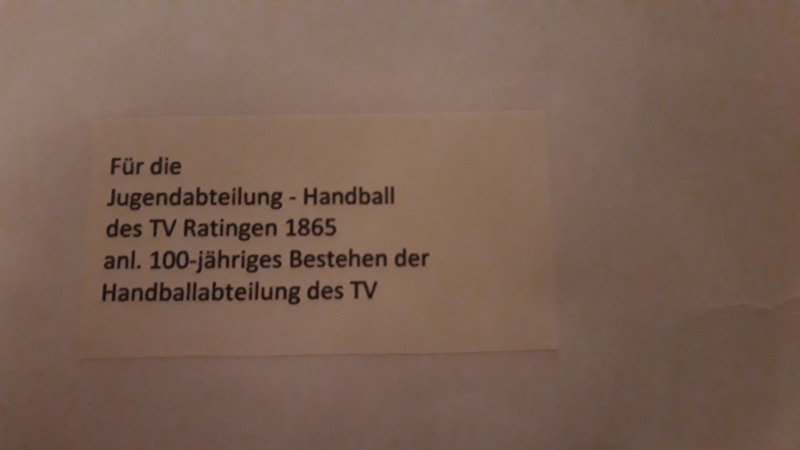 Für die
Jugendabteilung - Handball
des TV Ratingen 1865
anl. 100-jähriges Bestehen der
Handballabteilung des TV